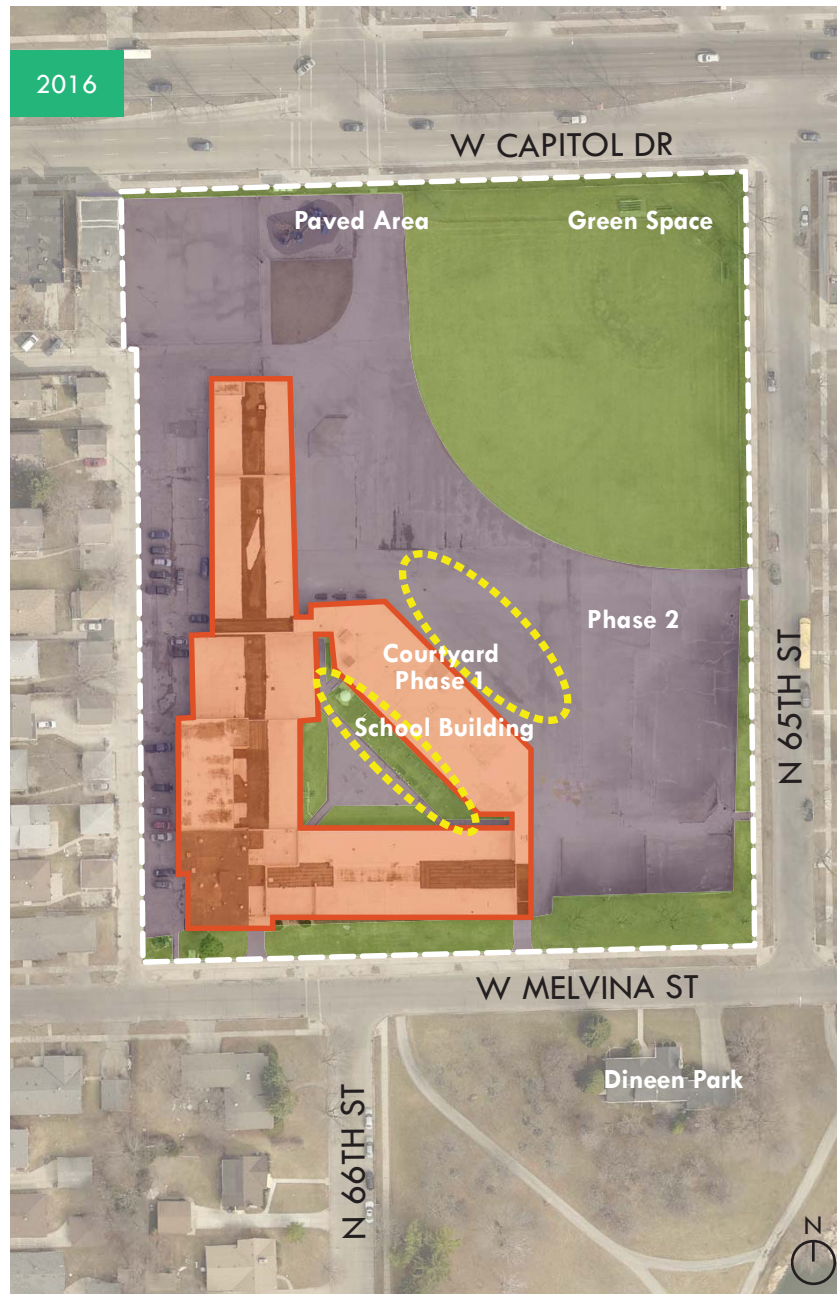 2016
W CAPITOL DR
Paved Area
Green Space
Phase 2
Courtyard
Phase 1
School Building
N 65TH ST
W MELVINA ST
Dineen Park
N 66TH ST
N